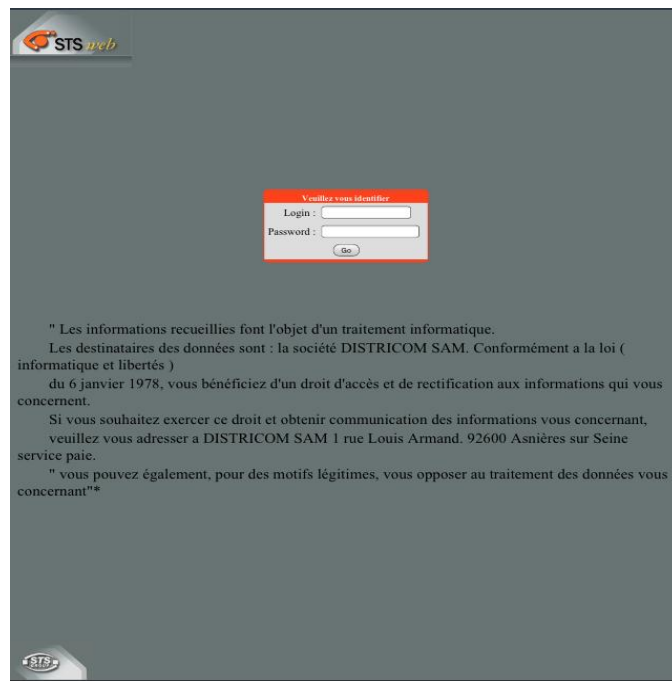 STS web
Veuillez vous identifier
Login :
Password :
Go
" Les informations recueillies font l'objet d'un traitement informatique.
Les destinataires des données sont : la société DISTRICOM SAM. Conformément a la loi (
informatique et libertés )
du 6 janvier 1978, vous bénéficiez d'un droit d'accès et de rectification aux informations qui vous
concernent.
Si vous souhaitez exercer ce droit et obtenir communication des informations vous concernant,
veuillez vous adresser a DISTRICOM SAM 1 rue Louis Armand. 92600 Asnières sur Seine
service paie.
" vous pouvez également, pour des motifs légitimes, vous opposer au traitement des données vous
concernant"*
STS